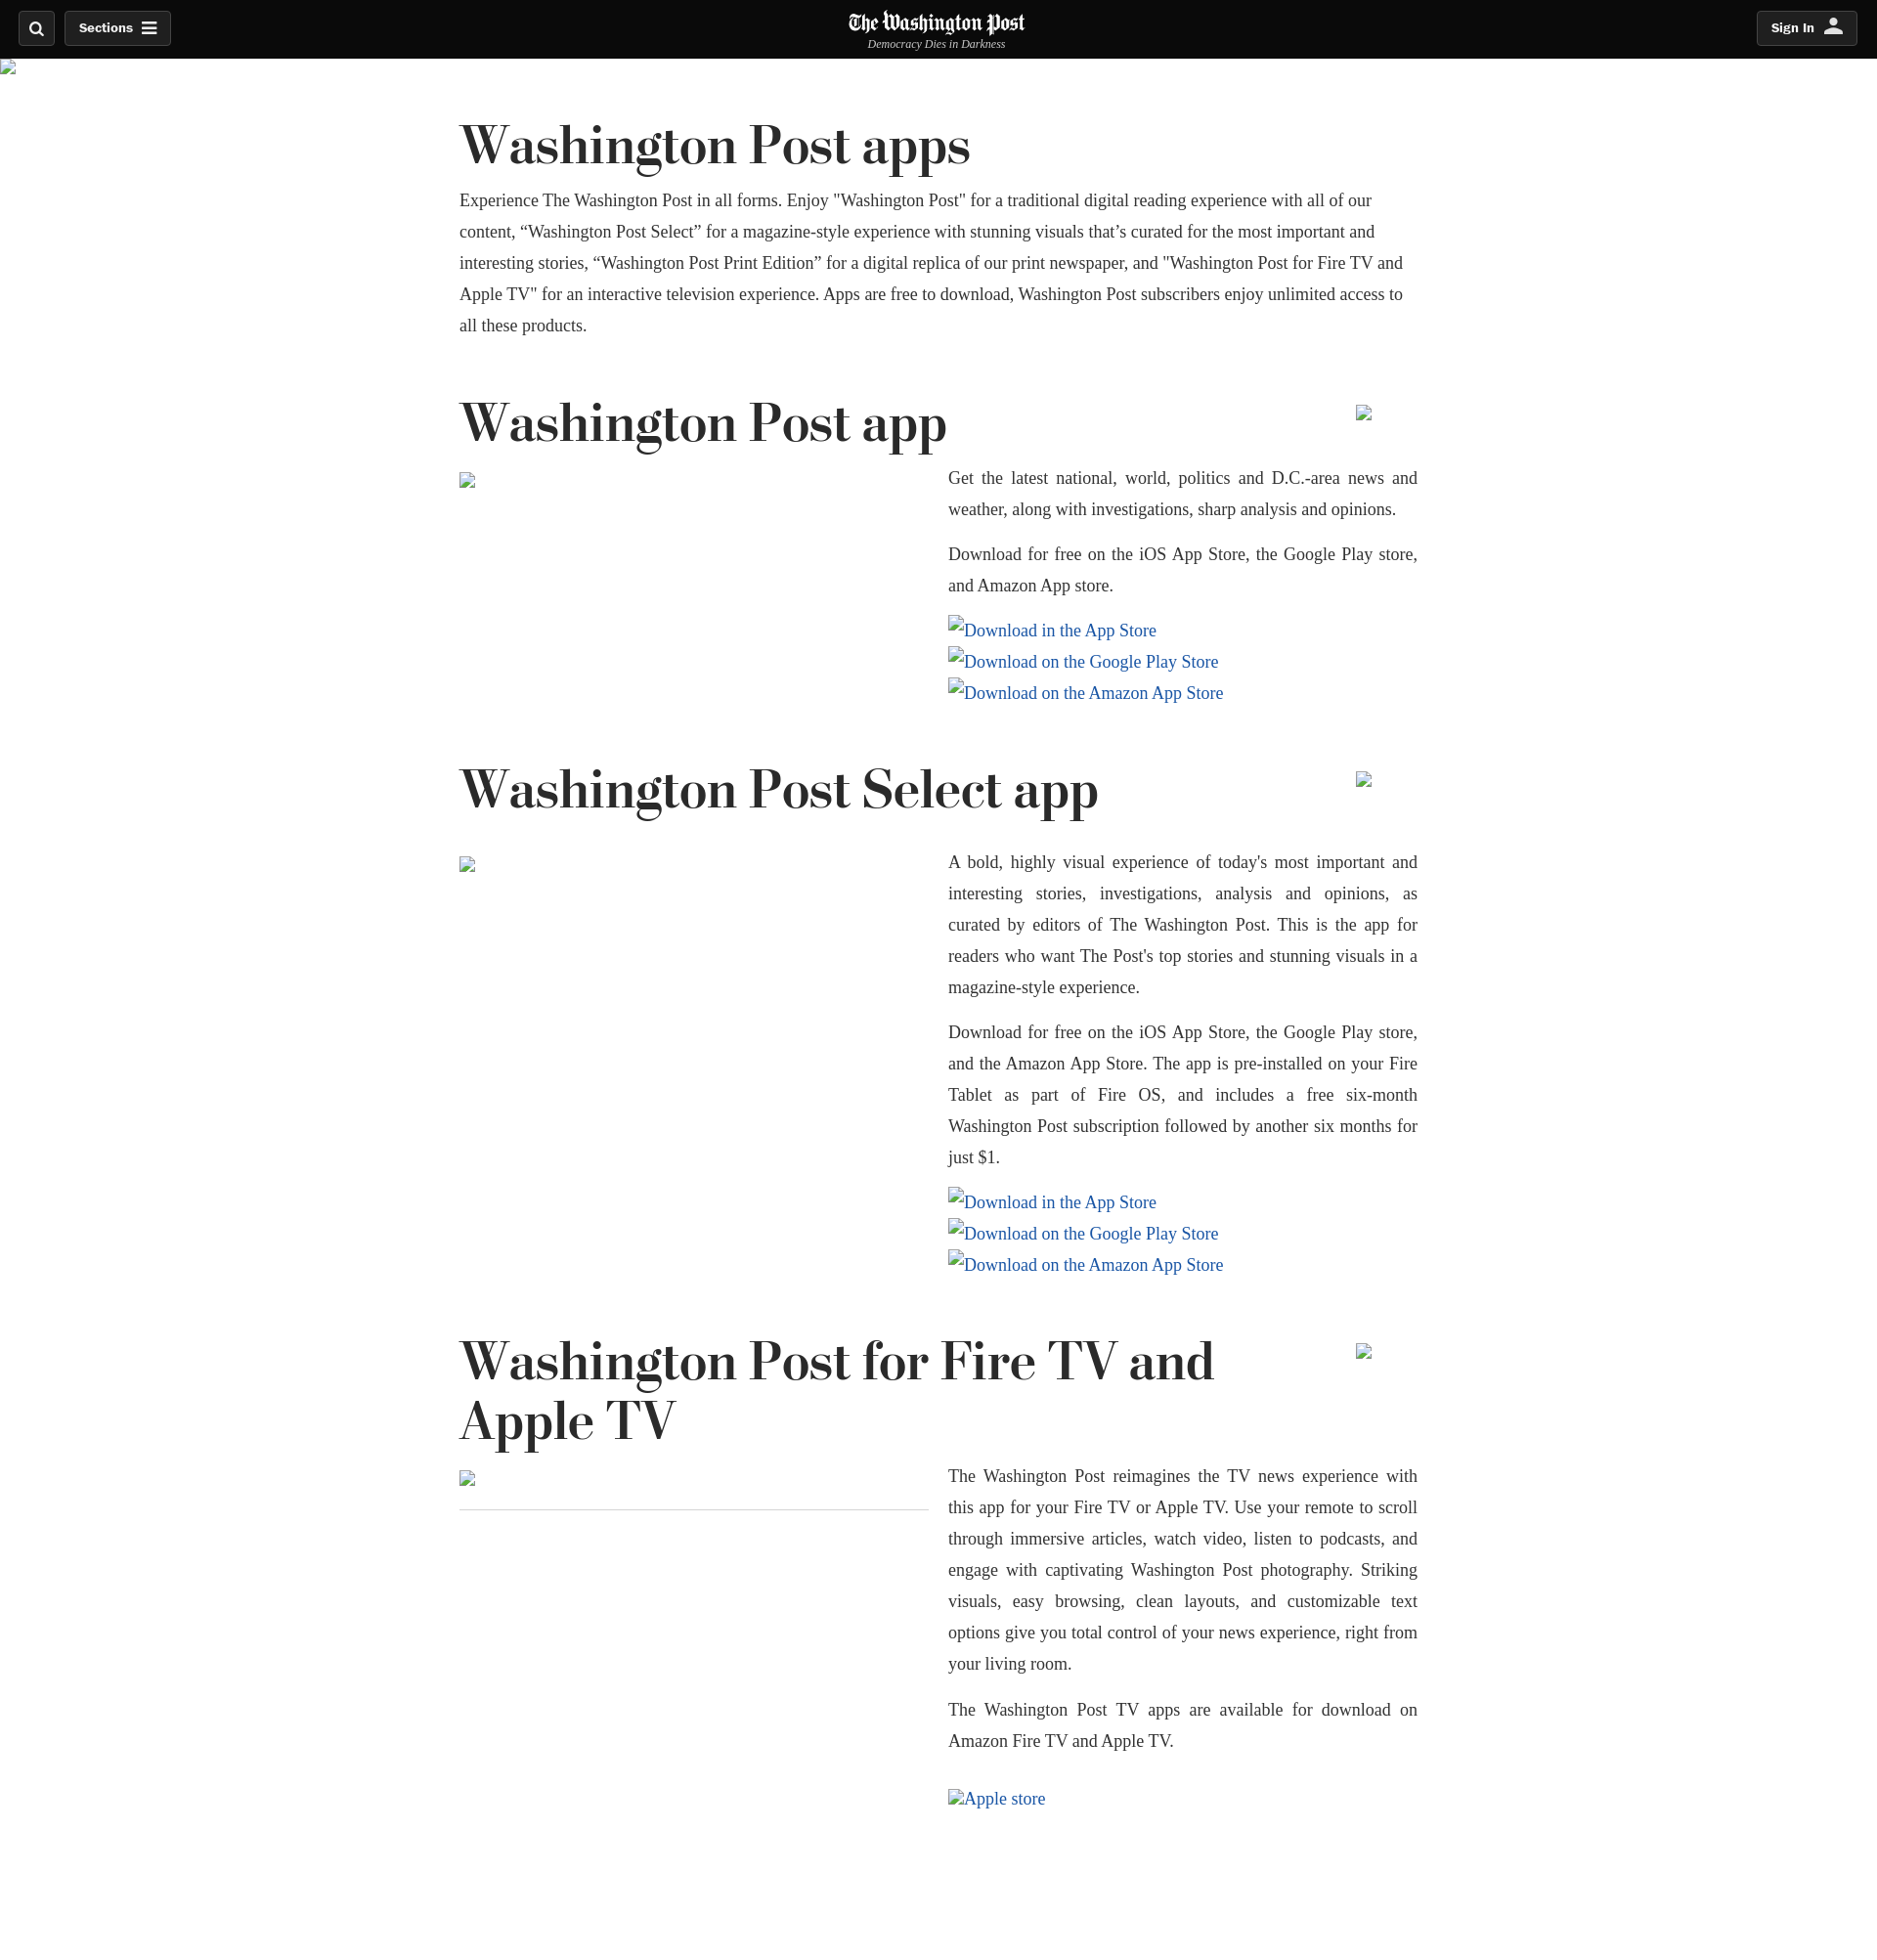 Sections
The Washington Post
Democracy Dies in Darkness
Sign In
Washington Post apps
Experience The Washington Post in all forms. Enjoy "Washington Post" for a traditional digital reading experience with all of our
content, “Washington Post Select” for a magazine-style experience with stunning visuals that’s curated for the most important and
interesting stories, “Washington Post Print Edition” for a digital replica of our print newspaper, and "Washington Post for Fire TV and
Apple TV" for an interactive television experience. Apps are free to download, Washington Post subscribers enjoy unlimited access to
all these products.
Washington Post app
Get the latest national, world, politics and D.C.-area news and
weather, along with investigations, sharp analysis and opinions.
Download for free on the iOS App Store, the Google Play store,
and Amazon App store.
Download in the App Store
Download on the Google Play Store
Download on the Amazon App Store
Washington Post Select app
A bold, highly visual experience of today's most important and
interesting stories, investigations, analysis and opinions, as
curated by editors of The Washington Post. This is the app for
readers who want The Post's top stories and stunning visuals in a
magazine-style experience.
Download for free on the iOS App Store, the Google Play store,
and the Amazon App Store. The app is pre-installed on your Fire
Tablet as part of Fire OS, and includes a free six-month
Washington Post subscription followed by another six months for
just $1.
Download in the App Store
Download on the Google Play Store
Download on the Amazon App Store
Washington Post for Fire TV and
Apple TV
The Washington Post reimagines the TV news experience with
this app for your Fire TV or Apple TV. Use your remote to scroll
through immersive articles, watch video, listen to podcasts, and
engage with captivating Washington Post photography. Striking
visuals, easy browsing, clean layouts, and customizable text
options give you total control of your news experience, right from
your living room.
The Washington Post TV apps are available for download on
Amazon Fire TV and Apple TV.
Apple store